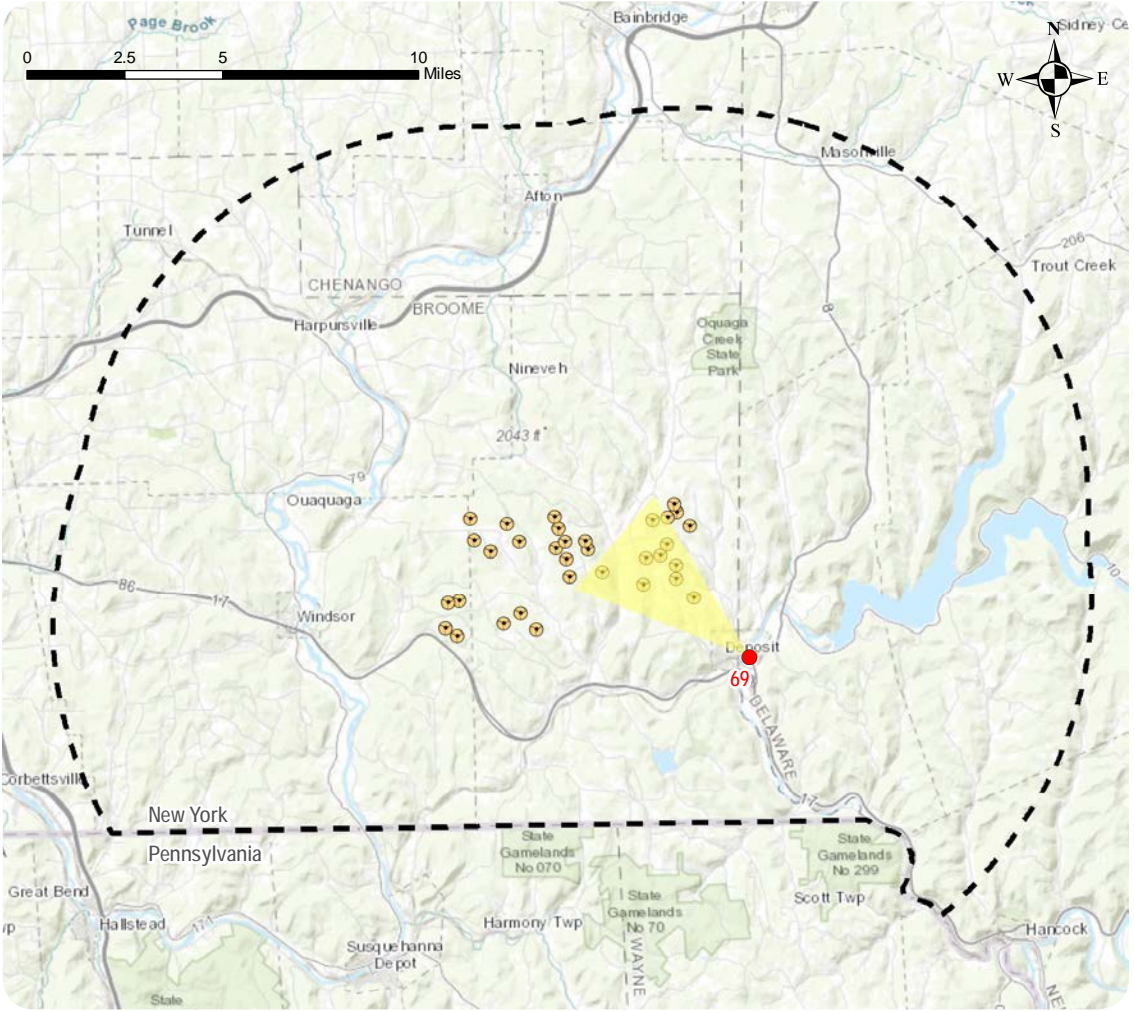 Page Brook
Bainbridge
Sidney Ce
0 2.5 5 10
Miles
N
W E
S
Masonville
Afton
Tunnel
206
Trout Creek
CHENANGO
BROOME
8
Harpursville
Oquaga
Creek
State
Park
Nineveh
2043 ft
79
Ouaquaga
10
86
17
Windsor
Deposit
69
DELAWARE
17
Corbettsville
New York
Pennsylvania
State
Gamelands
No 070
State
Gamelands
No 299
Great Bend
State
Gamelands
No 70
Scott Twp
Hallstead
171
Harmony Twp
Hancock
wp
Susquehanna
Depot
WAYNE
State